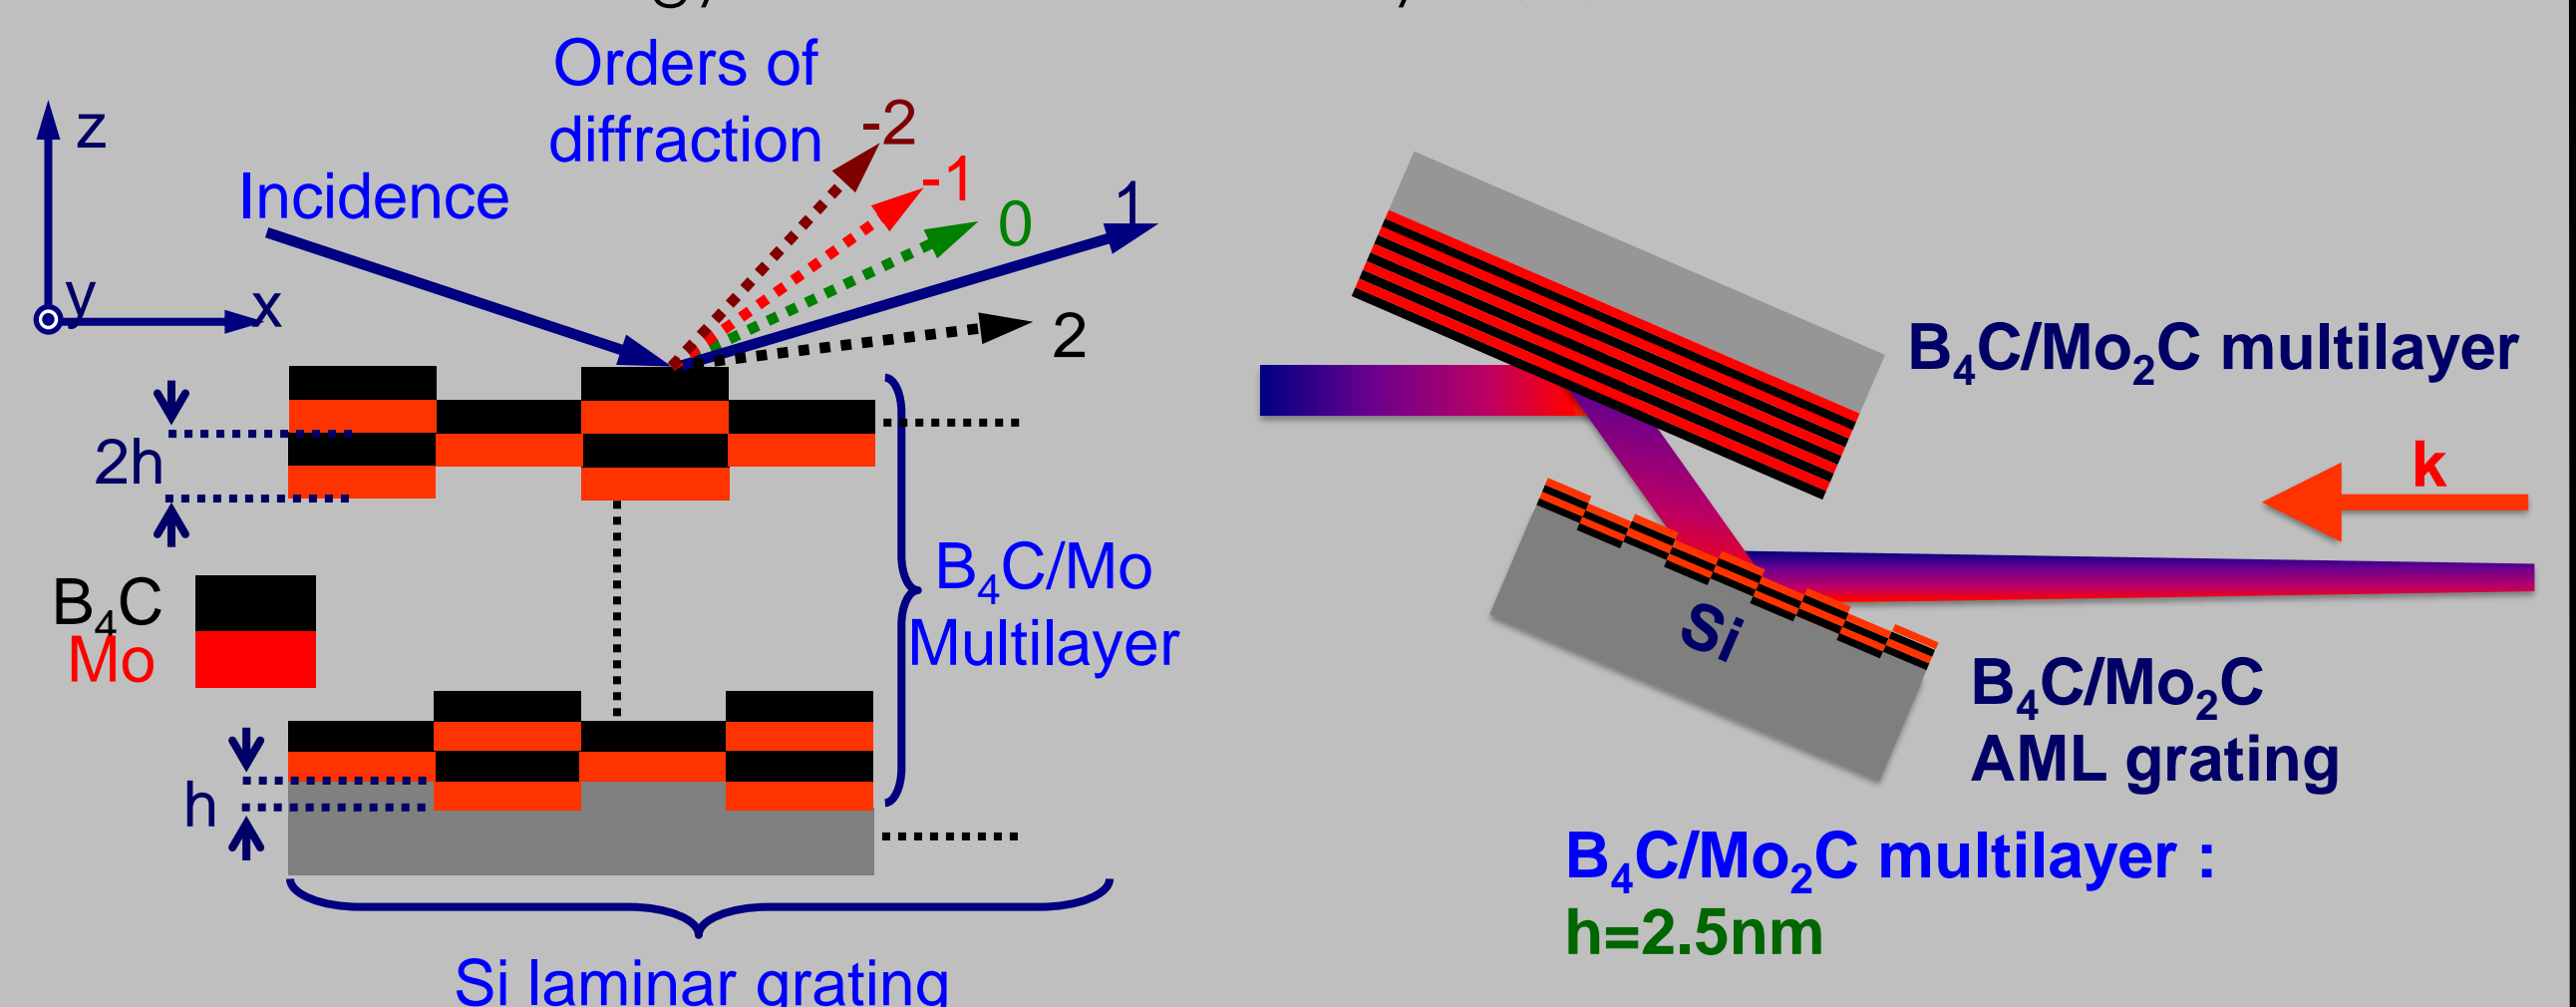 Orders of
diffraction
-2
-1
0
1
2
Incidence
z
y
x
2h
B₄C
Mo
h
B₄C/Mo
Multilayer
Si laminar grating
B₄C/Mo₂C multilayer
k
Si
B₄C/Mo₂C
AML grating
B₄C/Mo₂C multilayer :
h=2.5nm